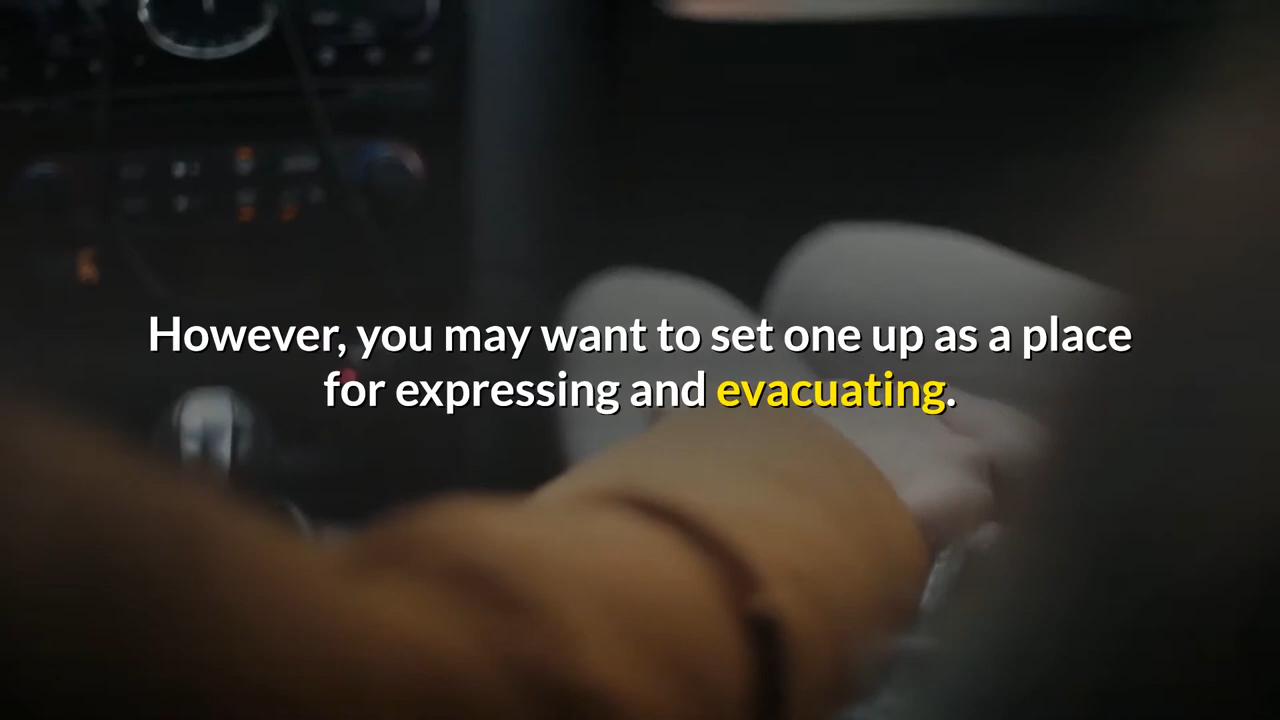 However, you may want to set one up as a place
for expressing and evacuating.